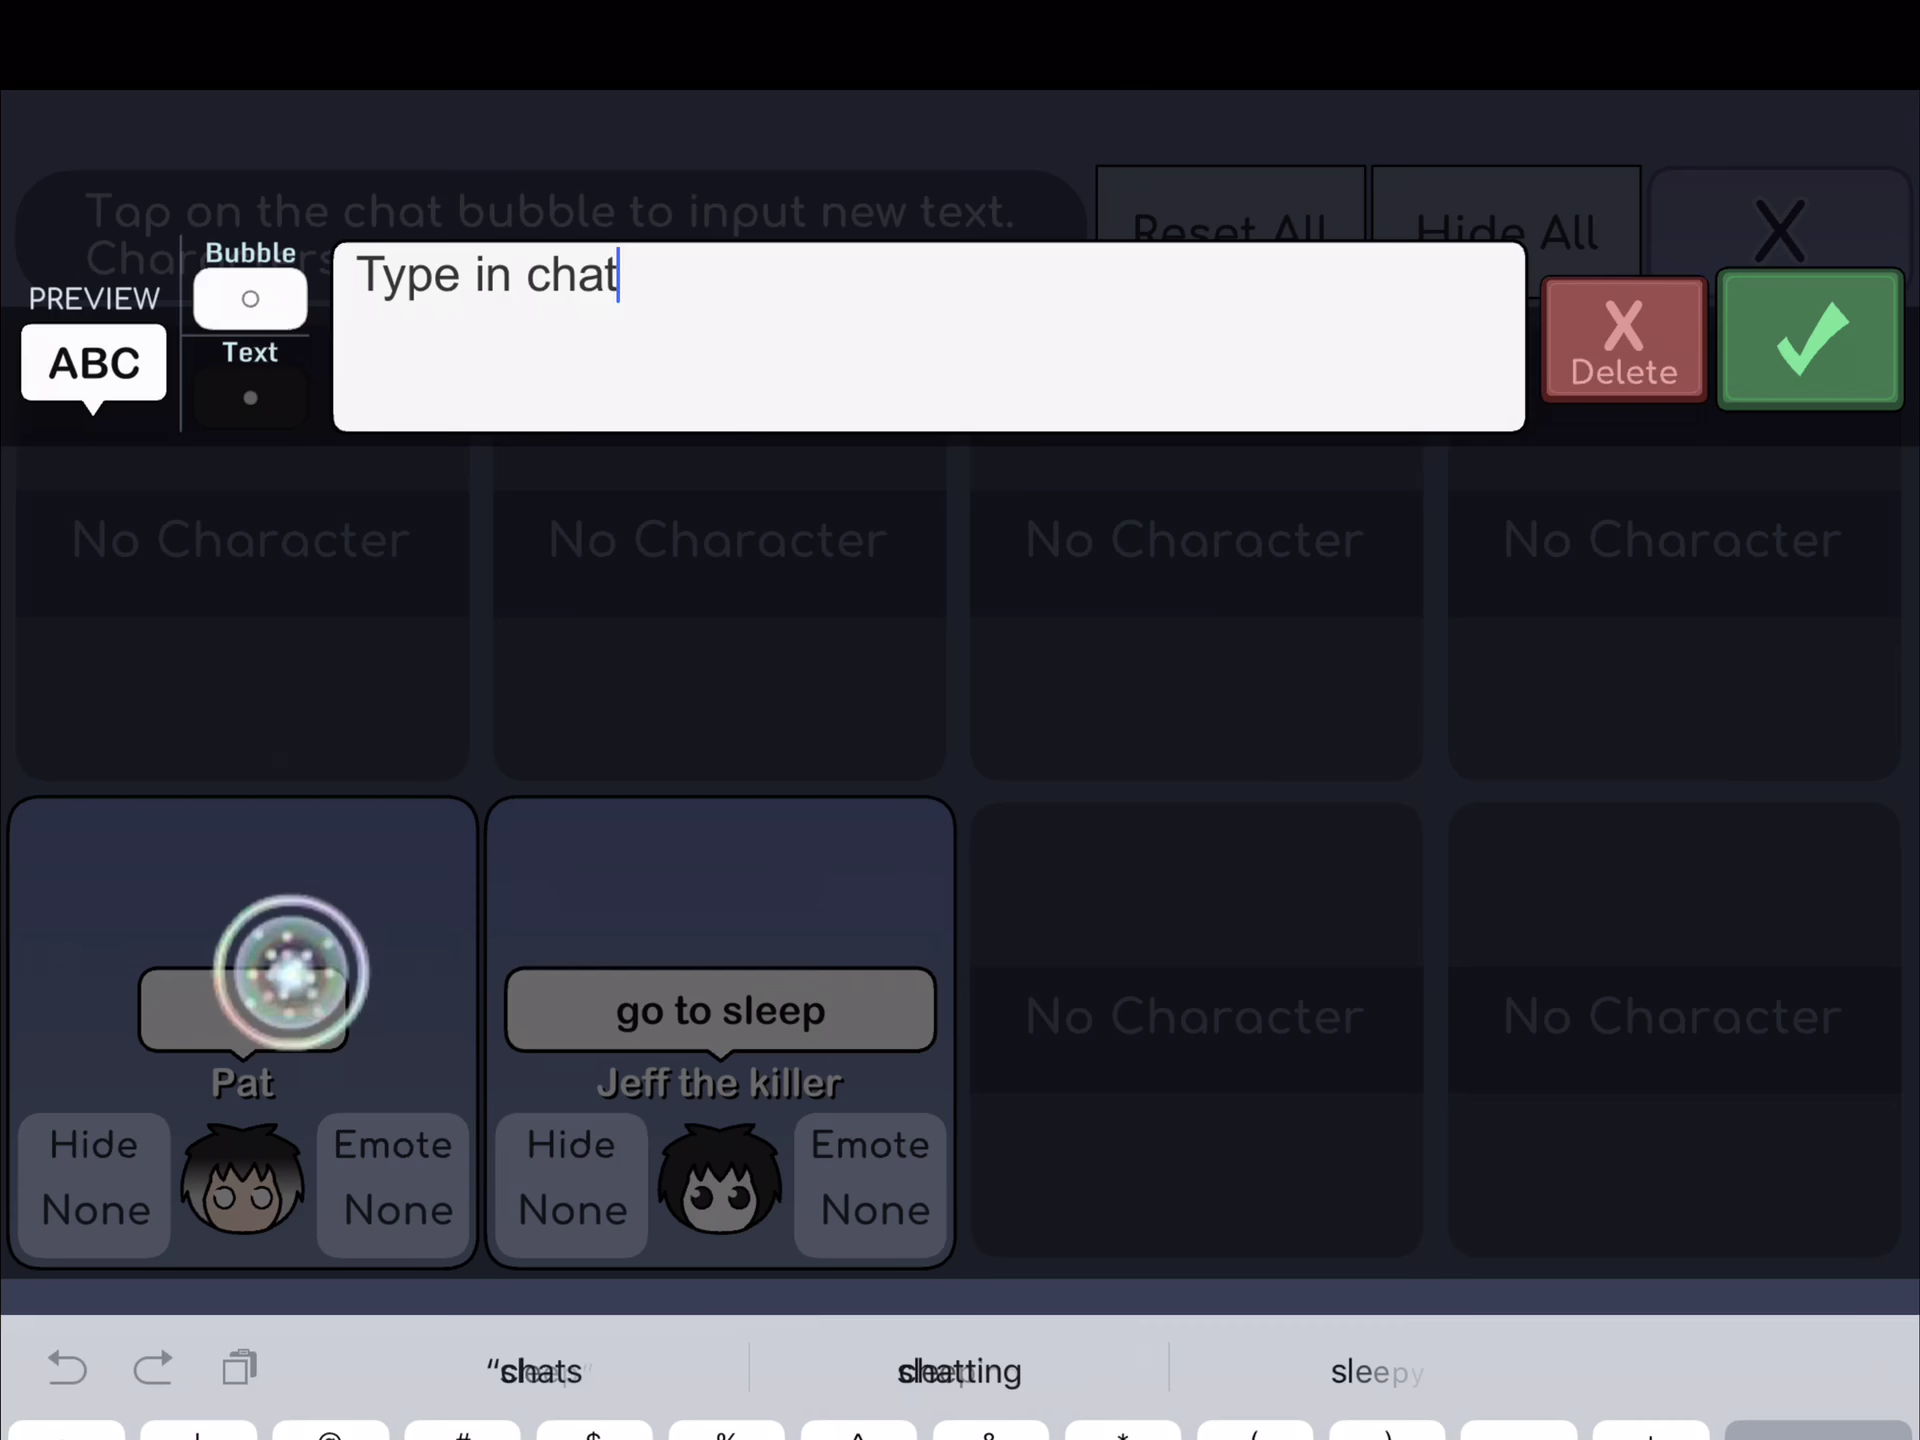 Tap on the chat bubble to input new text.
Characters
Reset All
Hide All
X
PREVIEW
ABC
Bubble
Text
Type in chat
X
Delete
No Character
No Character
No Character
No Character
Pat
Hide
None
Emote
None
go to sleep
Jeff the killer
Hide
None
Emote
None
No Character
No Character
chatting
sleepy
! @ # $ % ^ & * ( )